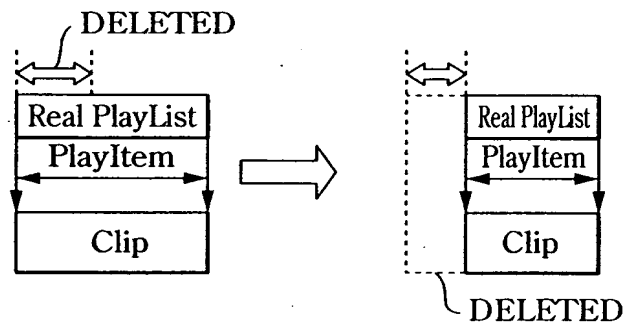 DELETED
Real PlayList
PlayItem
Clip
Real PlayList
PlayItem
Clip
DELETED